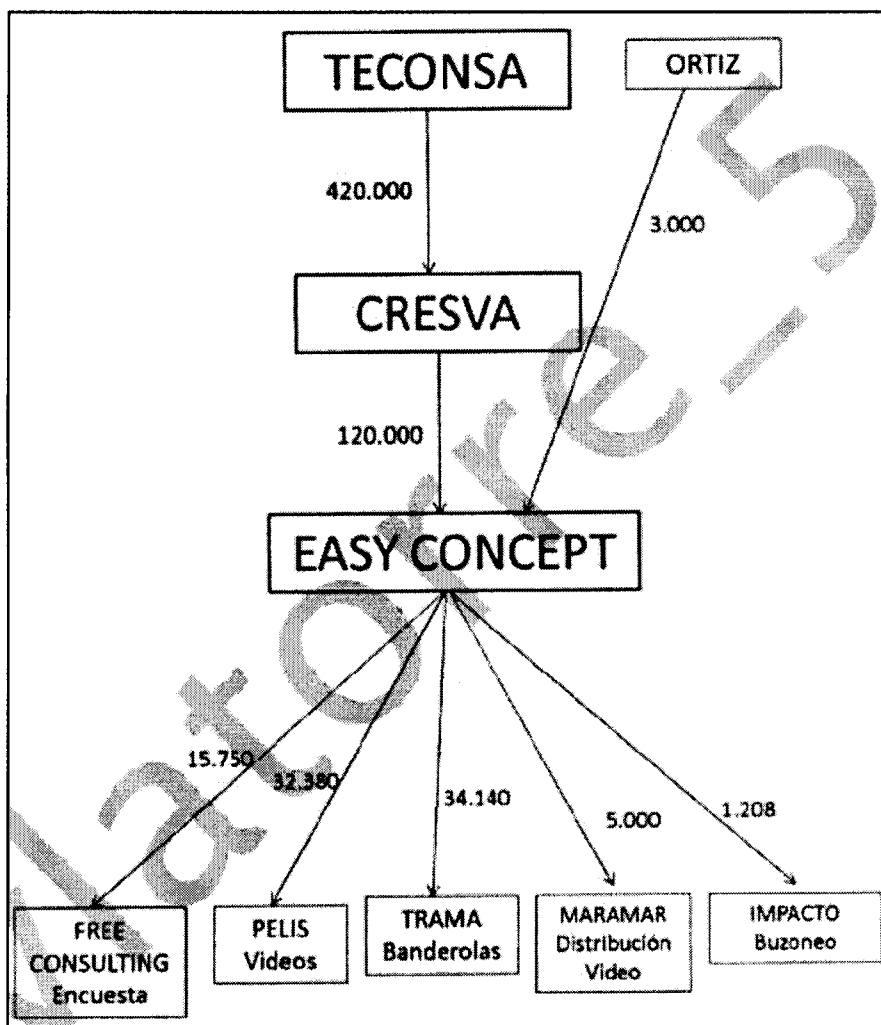 TECONSA
ORTIZ
420.000
3.000
CRESVA
120.000
EASY CONCEPT
15.750
32.380
34.140
5.000
1.208
FREE
CONSULTING
Encuesta
PELIS
Videos
TRAMA
Banderolas
MARAMAR
Distribución
Video
IMPACTO
Buzoneo